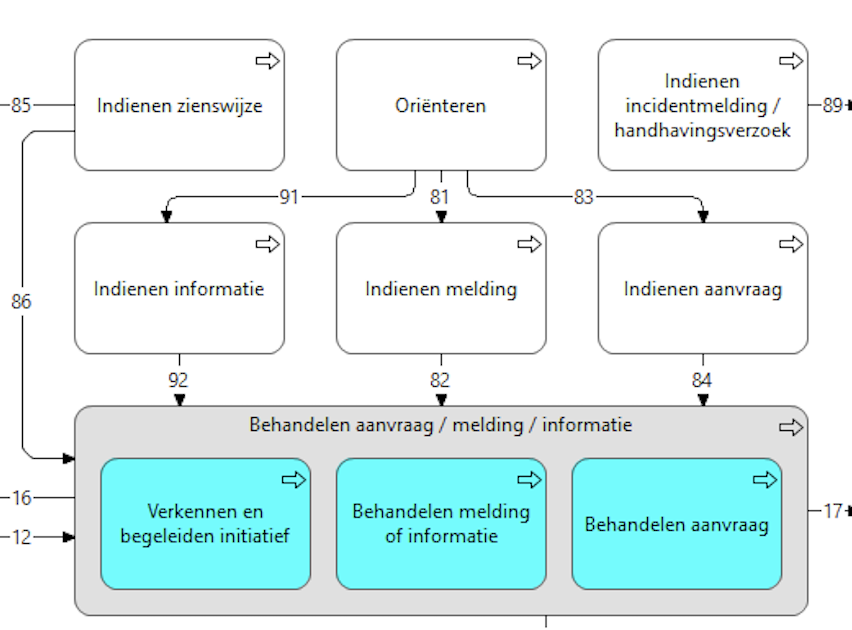 85
Indienen zienswijze
Oriënteren
Indienen
incidentmelding /
handhavingsverzoek
89
91
81
83
86
Indienen informatie
Indienen melding
Indienen aanvraag
92
82
84
Behandelen aanvraag / melding / informatie
16
12
Verkennen en
begeleiden initiatief
Behandelen melding
of informatie
Behandelen aanvraag
17